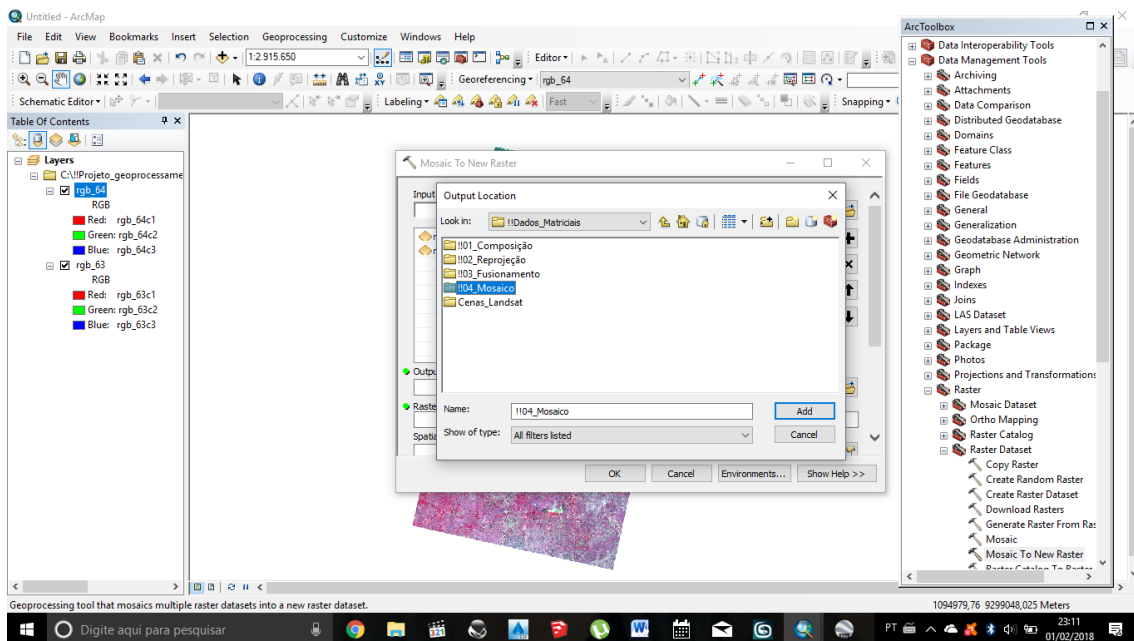 Untitled - ArcMap
File Edit View Bookmarks Insert Selection Geoprocessing Customize Windows Help
1:2.915.650
Editor
Georeferencing rgb_64
Schematic Editor
Labeling Fast
Snapping
Table Of Contents
Layers
C:\!!Projeto_geoprocessame
rgb_64
RGB
Red: rgb_64c1
Green: rgb_64c2
Blue: rgb_64c3
rgb_63
RGB
Red: rgb_63c1
Green: rgb_63c2
Blue: rgb_63c3
Mosaic To New Raster
Input
Outpu
Raste
Spatia
OK Cancel Environments... Show Help >>
Output Location
Look in: !!Dados_Matriciais
!!01_Composição
!!02_Reprojeção
!!03_Fusionamento
!!04_Mosaico
Cenas_Landsat
Name: !!04_Mosaico Add
Show of type: All filters listed Cancel
ArcToolbox
Data Interoperability Tools
Data Management Tools
Archiving
Attachments
Data Comparison
Distributed Geodatabase
Domains
Feature Class
Features
Fields
File Geodatabase
General
Generalization
Geodatabase Administration
Geometric Network
Graph
Indexes
Joins
LAS Dataset
Layers and Table Views
Package
Photos
Projections and Transformations
Raster
Mosaic Dataset
Ortho Mapping
Raster Catalog
Raster Dataset
Copy Raster
Create Random Raster
Create Raster Dataset
Download Rasters
Generate Raster From Ras
Mosaic
Mosaic To New Raster
Raster Catalog To Raster
Geoprocessing tool that mosaics multiple raster datasets into a new raster dataset.
1094979,76 9299048,025 Meters
Digite aqui para pesquisar
PT
23:11
01/02/2018